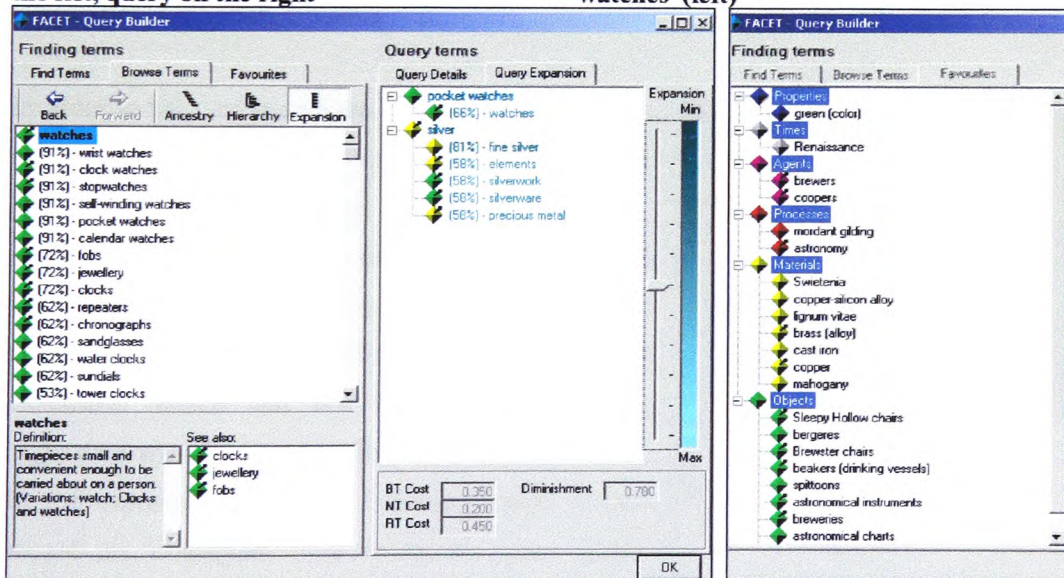 list, query on the right
watches' (left)
FACET - Query Builder
Finding terms
Find Terms Browse Terms Favourites
Back Forward Ancestry Hierarchy Expansion
watches
(91%) - wrist watches
(91%) - clock watches
(91%) - stopwatches
(91%) - self-winding watches
(91%) - pocket watches
(91%) - calendar watches
(72%) - fobs
(72%) - jewellery
(72%) - clocks
(62%) - repeaters
(62%) - chronographs
(62%) - sandglasses
(62%) - water clocks
(62%) - sundials
(53%) - tower clocks
watches
Definition:
Timepieces small and
convenient enough to be
carried about on a person.
(Variations: watch; Clocks
and watches)
See also:
clocks
jewellery
fobs
Query terms
Query Details Query Expansion
pocket watches
(66%) - watches
silver
(81%) - fine silver
(58%) - elements
(58%) - silverwork
(58%) - silverware
(58%) - precious metal
Expansion
Min
Max
BT Cost 0.350 Diminishment 0.780
NT Cost 0.200
RT Cost 0.450
OK
FACET - Query Builder
Finding terms
Find Terms Browse Terms Favourites
Properties
green (color)
Times
Renaissance
Agents
brewers
coopers
Processes
mordant gilding
astronomy
Materials
Swietenia
copper-silicon alloy
lignum vitae
brass (alloy)
cast iron
copper
mahogany
Objects
Sleepy Hollow chairs
bergeres
Brewster chairs
beakers (drinking vessels)
spittoons
astronomical instruments
breweries
astronomical charts